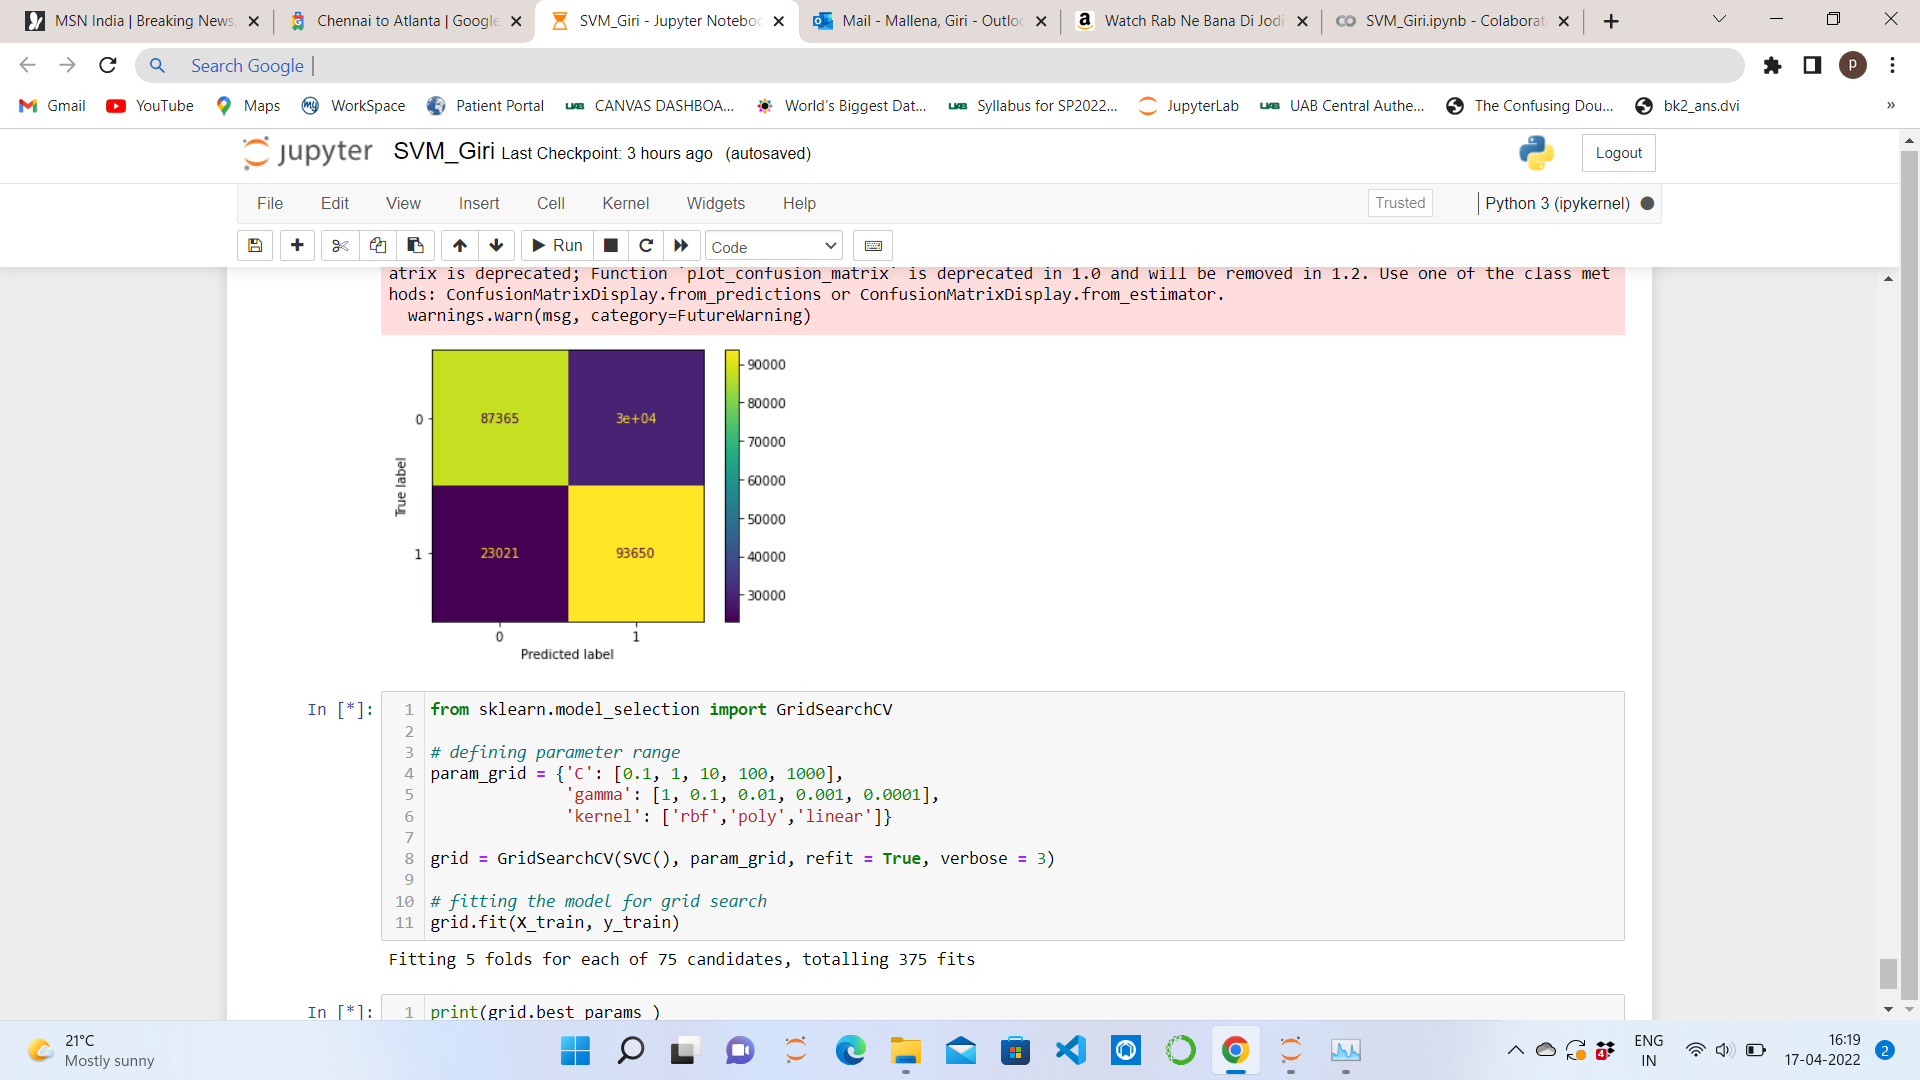 MSN India | Breaking News,
Chennai to Atlanta | Google
SVM_Giri - Jupyter Noteboo
Mail - Mallena, Giri - Outloo
Watch Rab Ne Bana Di Jodi
SVM_Giri.ipynb - Colaborat
Search Google
P
Gmail
YouTube
Maps
WorkSpace
Patient Portal
CANVAS DASHBOA...
World's Biggest Dat...
Syllabus for SP2022...
JupyterLab
UAB Central Authe...
The Confusing Dou...
bk2_ans.dvi
»
jupyter SVM_Giri Last Checkpoint: 3 hours ago (autosaved)
Logout
File Edit View Insert Cell Kernel Widgets Help
Trusted
Python 3 (ipykernel)
Run
Code
atrix is deprecated; Function `plot_confusion_matrix` is deprecated in 1.0 and will be removed in 1.2. Use one of the class met
hods: ConfusionMatrixDisplay.from_predictions or ConfusionMatrixDisplay.from_estimator.
warnings.warn(msg, category=FutureWarning)
90000
80000
70000
60000
50000
40000
30000
0
87365
3e+04
True label
1
23021
93650
0
1
Predicted label
In [*]:
1 from sklearn.model_selection import GridSearchCV
2
3 # defining parameter range
4 param_grid = {'C': [0.1, 1, 10, 100, 1000],
5 'gamma': [1, 0.1, 0.01, 0.001, 0.0001],
6 'kernel': ['rbf','poly','linear']}
7
8 grid = GridSearchCV(SVC(), param_grid, refit = True, verbose = 3)
9
10 # fitting the model for grid search
11 grid.fit(X_train, y_train)
Fitting 5 folds for each of 75 candidates, totalling 375 fits
In [*]:
1 print(grid.best_params_)
21°C
Mostly sunny
4
ENG
IN
16:19
17-04-2022
2